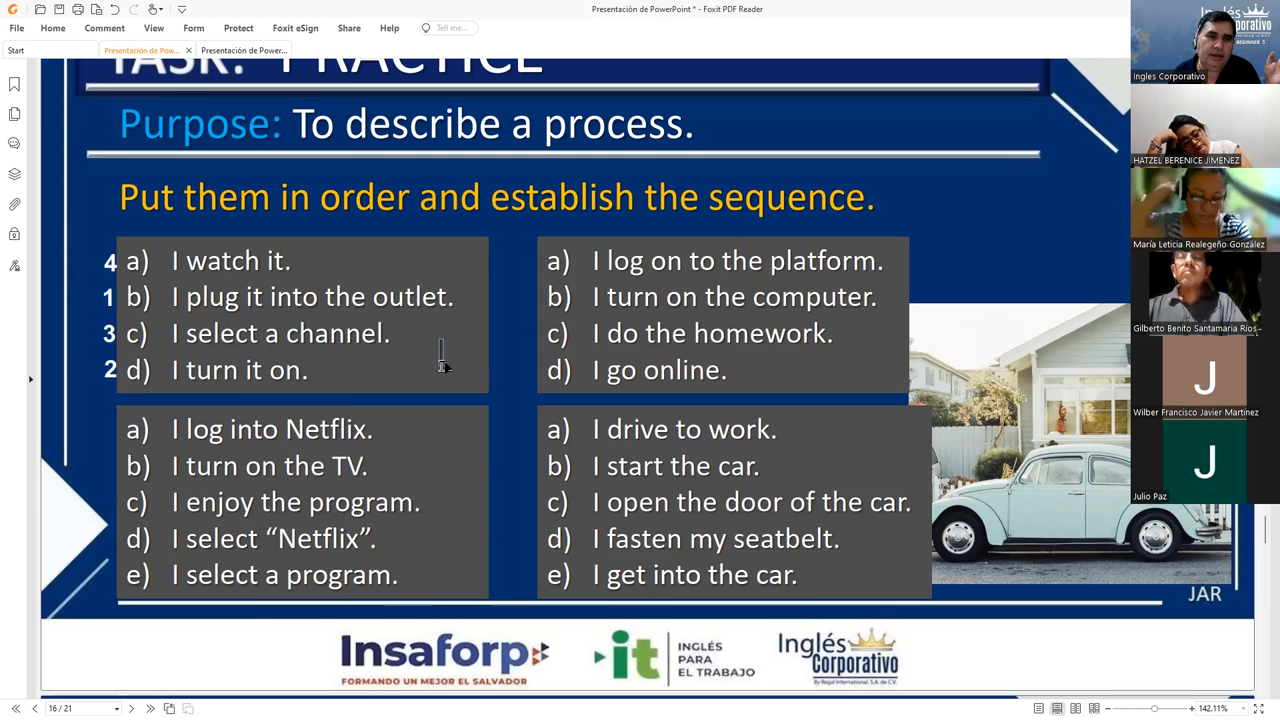 Presentación de PowerPoint * - Foxit PDF Reader
File Home Comment View Form Protect Foxit eSign Share Help Tell me...
Start Presentación de Pow... × Presentación de Power...
TASK: PRACTICE
Purpose: To describe a process.
Put them in order and establish the sequence.
4 a) I watch it.
1 b) I plug it into the outlet.
3 c) I select a channel.
2 d) I turn it on.
a) I log on to the platform.
b) I turn on the computer.
c) I do the homework.
d) I go online.
a) I log into Netflix.
b) I turn on the TV.
c) I enjoy the program.
d) I select “Netflix”.
e) I select a program.
a) I drive to work.
b) I start the car.
c) I open the door of the car.
d) I fasten my seatbelt.
e) I get into the car.
JAR
Insaforp
FORMANDO UN MEJOR EL SALVADOR
it
INGLÉS
PARA
EL TRABAJO
Inglés
Corporativo
By Regal International, S.A. de C.V.
16 / 21
142.11%
Inglés
Corporativo
BEGINNER 5
Ingles Corporativo
HATZEL BERENICE JIMENEZ
María Leticia Realegeño González
Gilberto Benito Santamaria Rios
J
Wilber Francisco Javier Martínez
J
Julio Paz